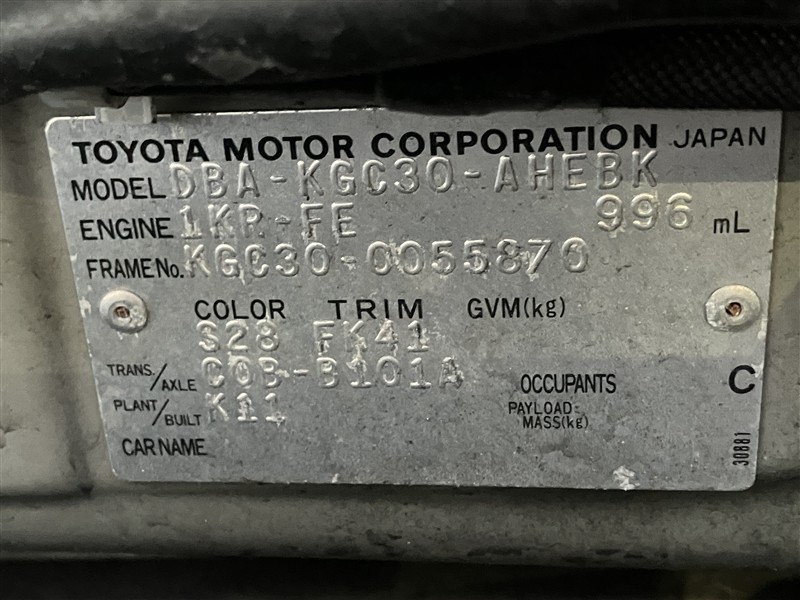 TOYOTA MOTOR CORPORATION JAPAN
MODEL DBA-KGC30-AHEBK
ENGINE 1KR-FE 996 mL
FRAME No. KGC30-0055870
COLOR TRIM GVM(kg)
S28 FK41
TRANS./AXLE C0B-B101A OCCUPANTS C
PLANT/BUILT K11 PAYLOAD MASS(kg)
CAR NAME
30881